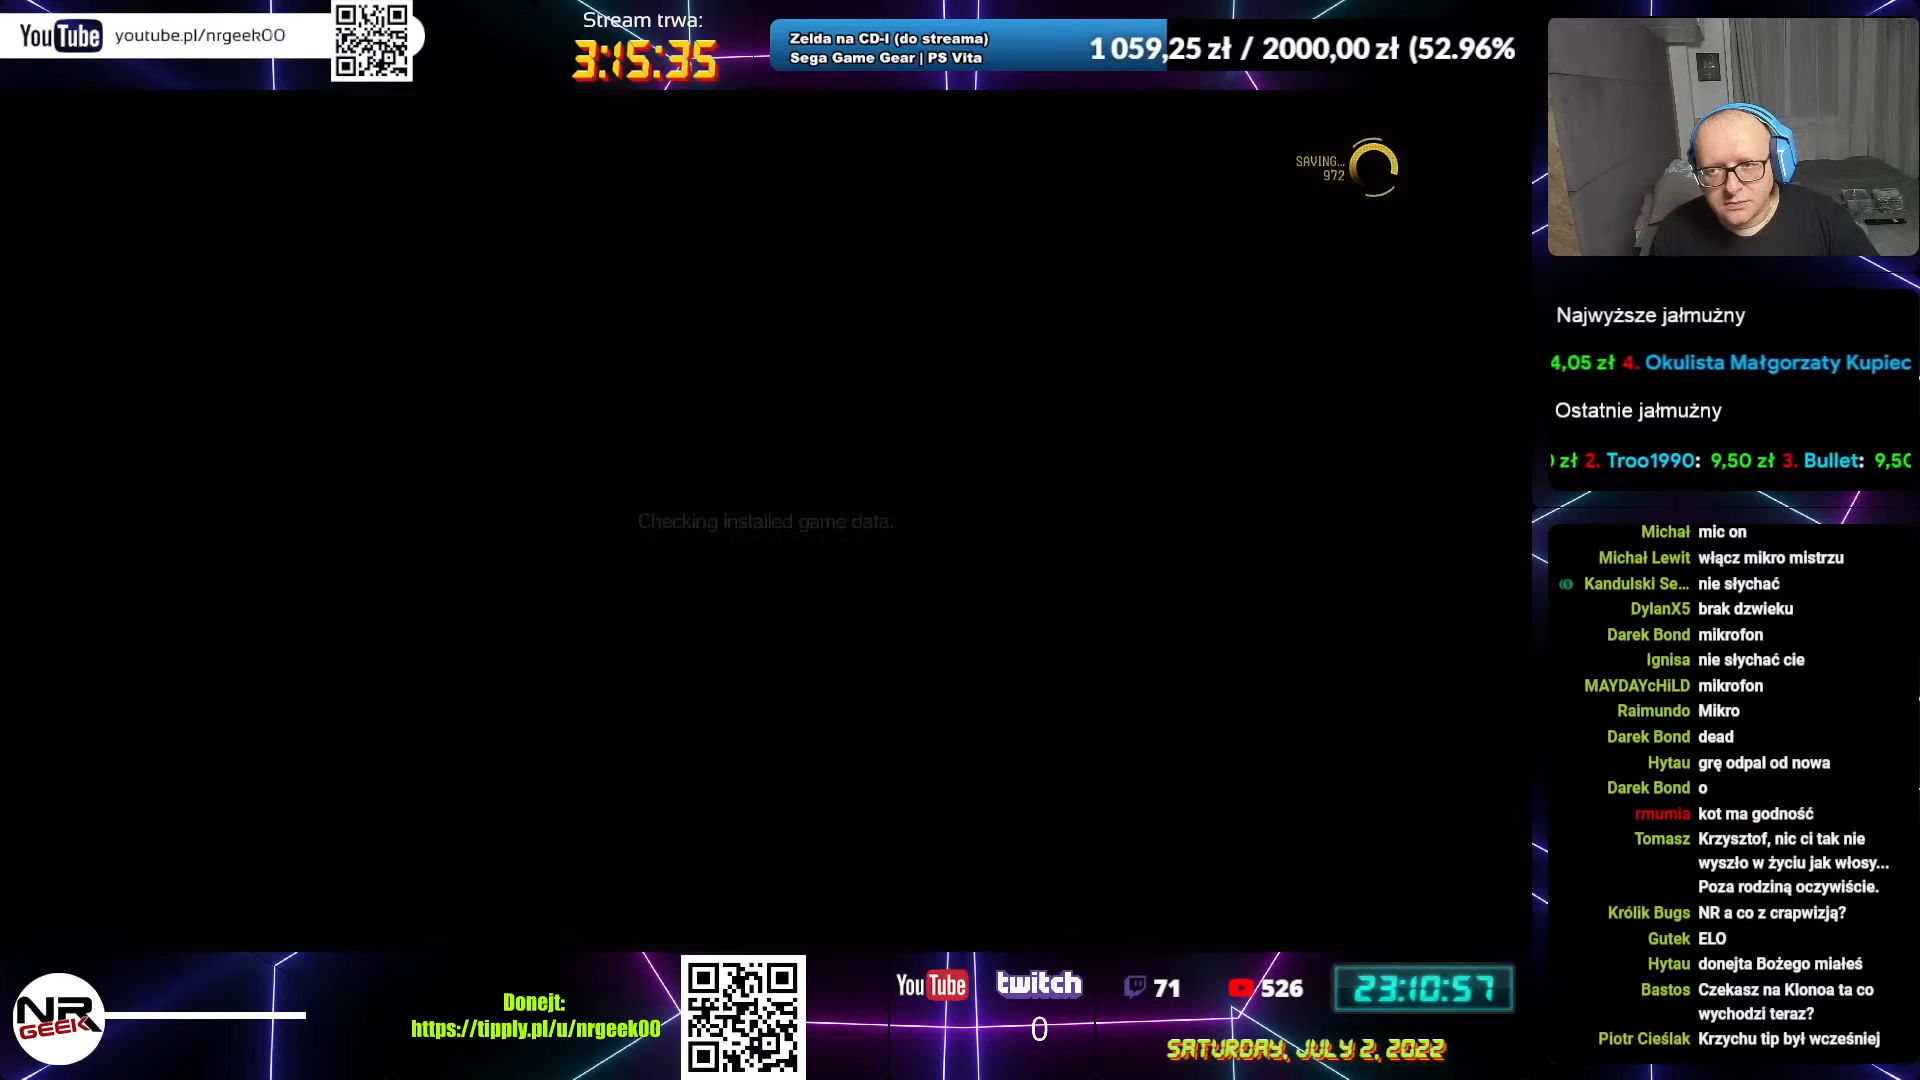 YouTube youtube.pl/nrgeek00
Stream trwa:
3:15:35
Zelda na CD-I (do streama)
Sega Game Gear | PS Vita
1 059,25 zł / 2000,00 zł (52.96%
SAVING...
972
Checking installed game data.
Najwyższe jałmużny
4,05 zł 4. Okulista Małgorzaty Kupiec
Ostatnie jałmużny
zł 2. Troo1990: 9,50 zł 3. Bullet: 9,50
Michał mic on
Michał Lewit włącz mikro mistrzu
Kandulski Se... nie słychać
DylanX5 brak dzwieku
Darek Bond mikrofon
Ignisa nie słychać cie
MAYDAYcHiLD mikrofon
Raimundo Mikro
Darek Bond dead
Hytau grę odpal od nowa
Darek Bond o
rmumia kot ma godność
Tomasz Krzysztof, nic ci tak nie
wyszło w życiu jak włosy...
Poza rodziną oczywiście.
Królik Bugs NR a co z crapwizją?
Gutek ELO
Hytau donejta Bożego miałeś
Bastos Czekasz na Klonoa ta co
wychodzi teraz?
Piotr Cieślak Krzychu tip był wcześniej
NR
GEEK
Donejt:
https://tipply.pl/u/nrgeek00
YouTube twitch 71 526 23:10:57
0
SATURDAY, JULY 2, 2022